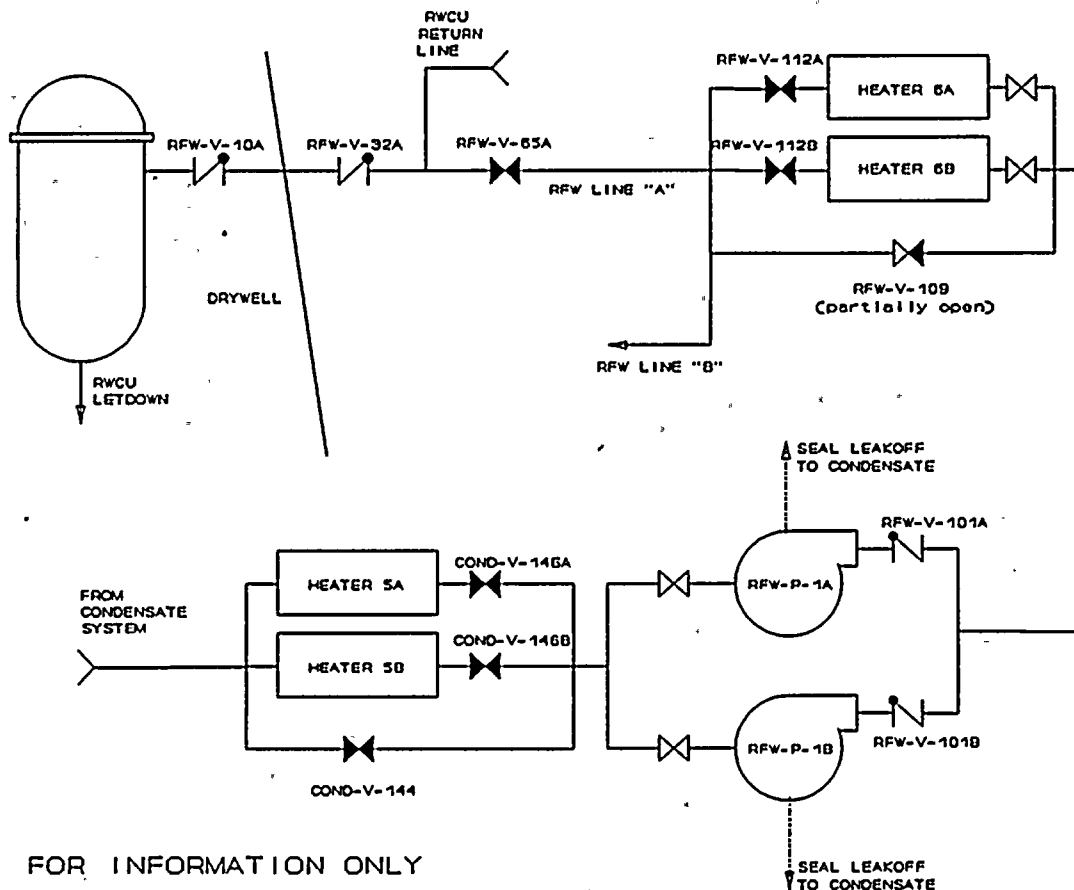 RWCU
RETURN
LINE
RFW-V-112A
HEATER 6A
RFW-V-10A
RFW-V-32A
RFW-V-65A
RFW-V-112B
HEATER 6B
RFW LINE "A"
DRYWELL
RFW-V-109
(partially open)
RFW LINE "B"
RWCU
LETDOWN
SEAL LEAKOFF
TO CONDENSATE
RFW-V-101A
COND-V-146A
HEATER 5A
RFW-P-1A
FROM
CONDENSATE
SYSTEM
COND-V-146B
HEATER 5B
RFW-P-1B
RFW-V-101B
COND-V-144
FOR INFORMATION ONLY
SEAL LEAKOFF
TO CONDENSATE